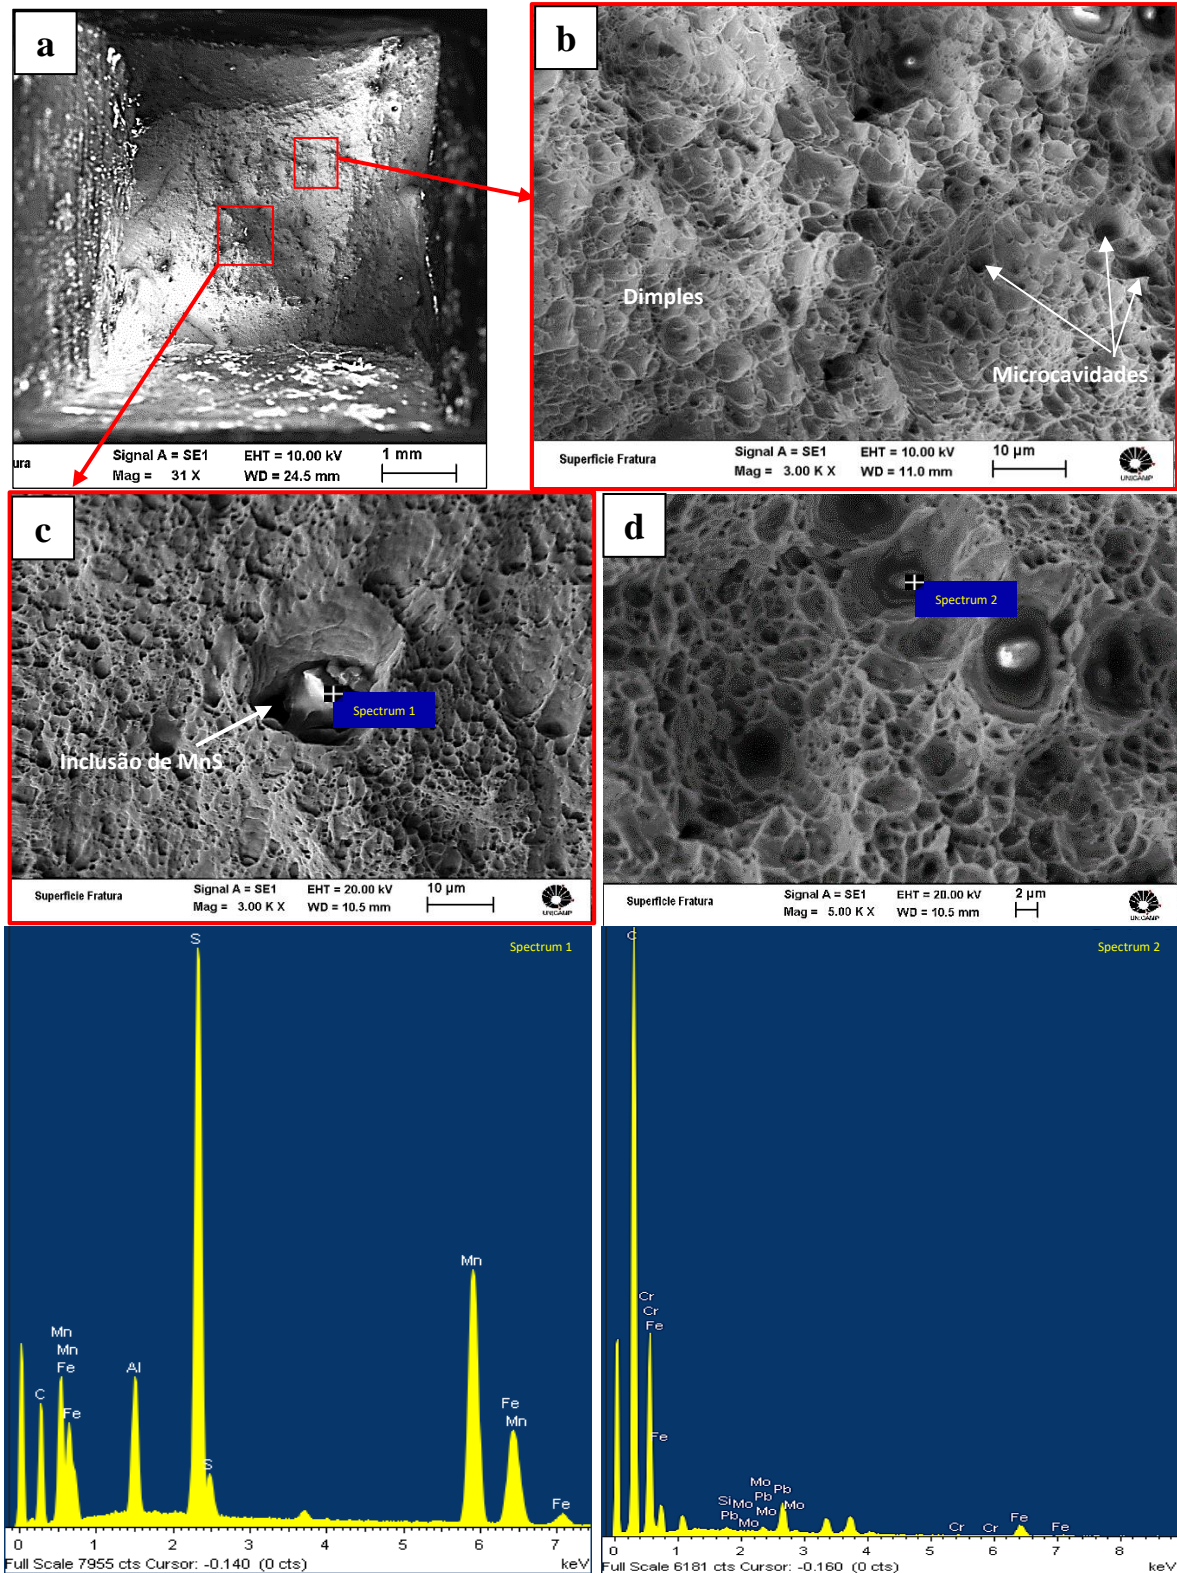 a
ura
Signal A = SE1 EHT = 10.00 kV 1 mm
Mag = 31 X WD = 24.5 mm
b
Dimples
Microcavidades
Superficie Fratura
Signal A = SE1 EHT = 10.00 kV 10 µm
Mag = 3.00 K X WD = 11.0 mm
UNICAMP
c
Spectrum 1
Inclusão de MnS
Superficie Fratura
Signal A = SE1 EHT = 20.00 kV 10 µm
Mag = 3.00 K X WD = 10.5 mm
UNICAMP
d
Spectrum 2
Superficie Fratura
Signal A = SE1 EHT = 20.00 kV 2 µm
Mag = 5.00 K X WD = 10.5 mm
UNICAMP
Spectrum 1
S
Mn
Mn
Mn
Fe
Al
C
Fe
Fe
Mn
S
Fe
0 1 2 3 4 5 6 7
Full Scale 7955 cts Cursor: -0.140 (0 cts) keV
Spectrum 2
C
Cr
Cr
Fe
Fe
Mo
Pb
Si
Mo
Pb
Pb
Mo
Mo
Mo
Cr
Cr
Fe
Fe
0 1 2 3 4 5 6 7 8
Full Scale 6181 cts Cursor: -0.160 (0 cts) keV